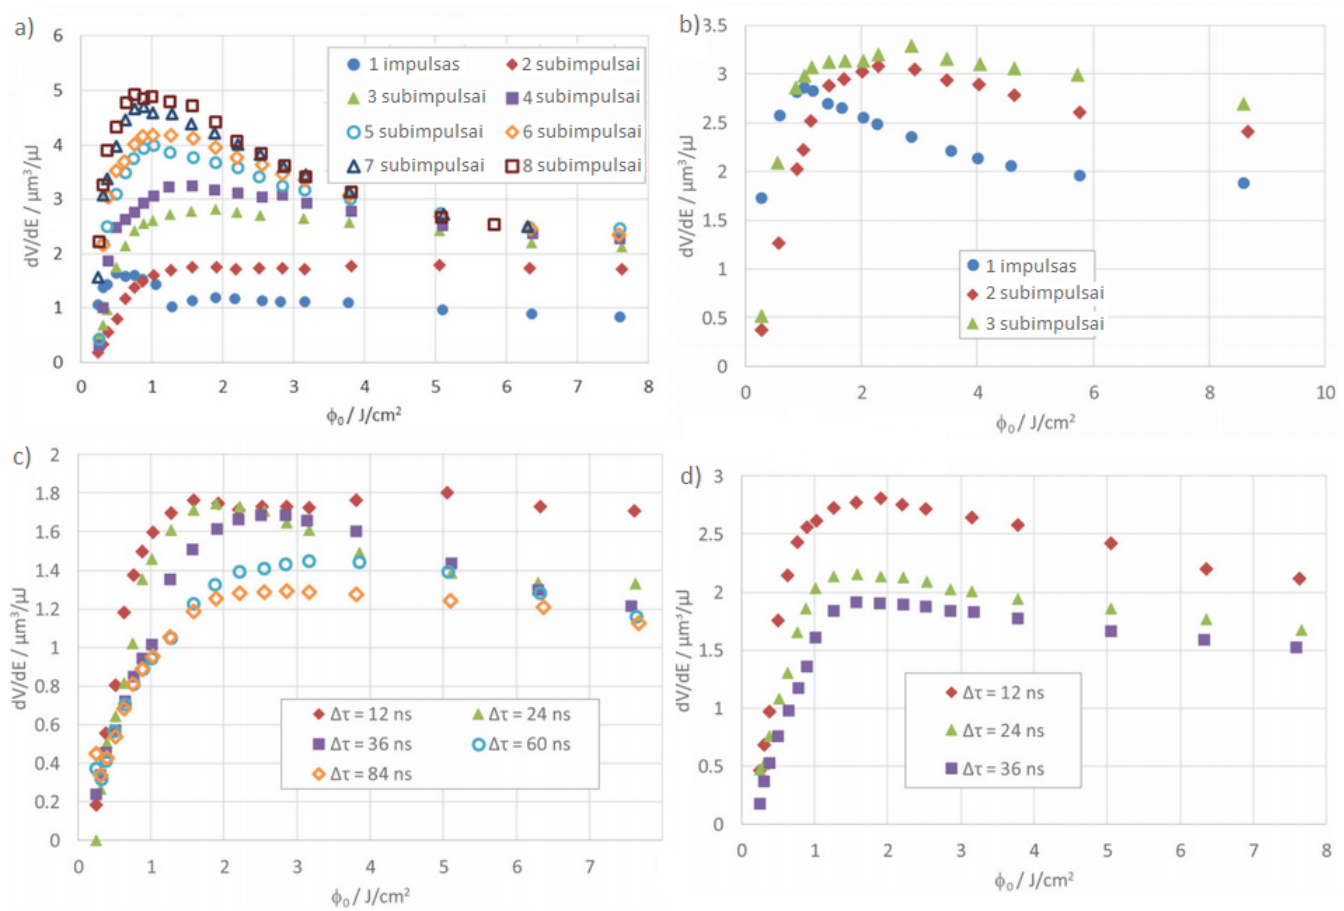 a)
dV/dE / μm³/μJ
6
5
4
3
2
1
0
0 1 2 3 4 5 6 7 8
ϕ₀ / J/cm²
1 impulsas 2 subimpulsai
3 subimpulsai 4 subimpulsai
5 subimpulsai 6 subimpulsai
7 subimpulsai 8 subimpulsai
b)
dV/dE / μm³/μJ
3.5
3
2.5
2
1.5
1
0.5
0
0 2 4 6 8 10
ϕ₀ / J/cm²
1 impulsas
2 subimpulsai
3 subimpulsai
c)
dV/dE / μm³/μJ
2
1.8
1.6
1.4
1.2
1
0.8
0.6
0.4
0.2
0
0 1 2 3 4 5 6 7
ϕ₀ / J/cm²
Δτ = 12 ns Δτ = 24 ns
Δτ = 36 ns Δτ = 60 ns
Δτ = 84 ns
d)
dV/dE / μm³/μJ
3
2.5
2
1.5
1
0.5
0
0 1 2 3 4 5 6 7 8
ϕ₀ / J/cm²
Δτ = 12 ns
Δτ = 24 ns
Δτ = 36 ns